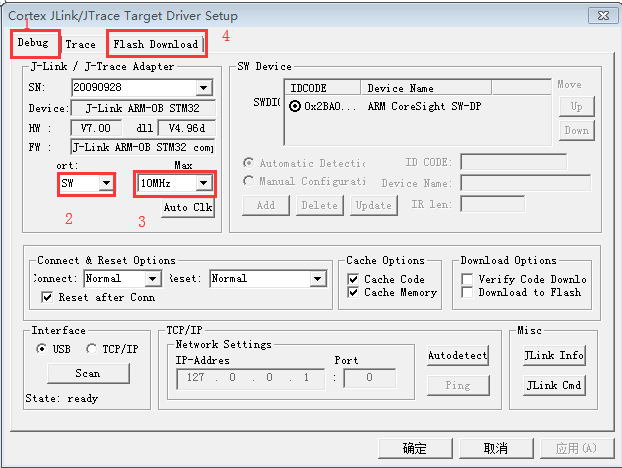 Cortex JLink/JTrace Target Driver Setup
1
Debug
Trace
Flash Download
4
J-Link / J-Trace Adapter
SN:
20090928
Device:
J-Link ARM-OB STM32
HW :
V7.00
dll
V4.96d
FW :
J-Link ARM-OB STM32 comp
ort:
Max
SW
10MHz
2
3
Auto Clk
SW Device
IDCODE
Device Name
Move
SWDIO
0x2BA0...
ARM CoreSight SW-DP
Up
Down
Automatic Detectio
ID CODE:
Manual Configurati
Device Name:
Add
Delete
Update
IR len:
Connect & Reset Options
Connect:
Normal
Reset:
Normal
Reset after Conn
Cache Options
Cache Code
Cache Memory
Download Options
Verify Code Downlo
Download to Flash
Interface
USB
TCP/IP
Scan
State: ready
TCP/IP
Network Settings
IP-Addres
Port
127 . 0 . 0 . 1
:
0
Autodetect
Ping
Misc
JLink Info
JLink Cmd
确定
取消
应用(A)